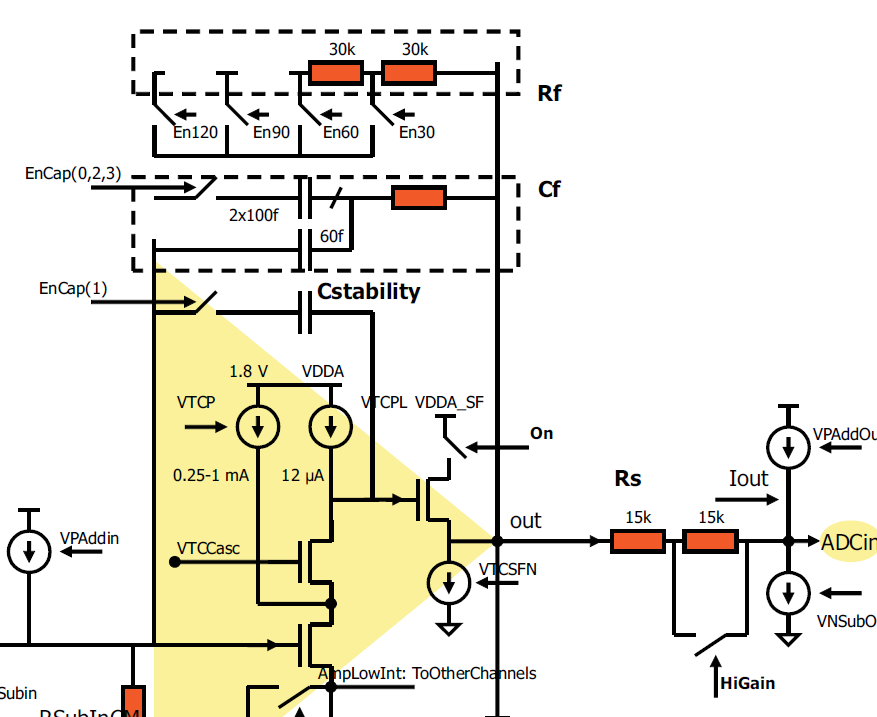 30k 30k
Rf
En120 En90 En60 En30
EnCap(0,2,3)
Cf
2x100f
60f
EnCap(1)
Cstability
1.8 V VDDA
VTCP
VTCPL VDDA_SF
On
0.25-1 mA 12 µA
Rs
Iout
VPAddOu
15k 15k
out
VPAddin
VTCCasc
ADCin
VTCSFN
VNSubO
AmpLowInt: ToOtherChannels
HiGain
Subin
RSubInCM